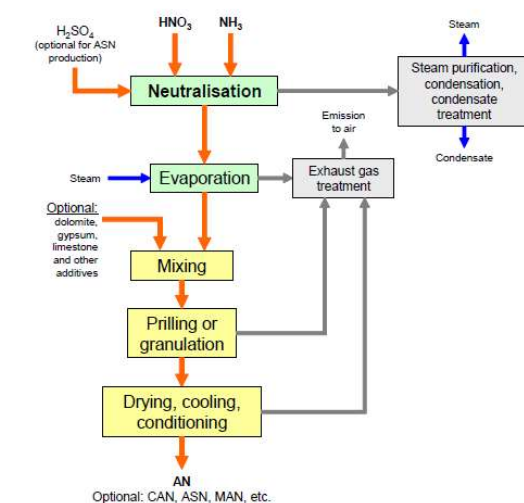 H₂SO₄
(optional for ASN
production)
HNO₃
NH₃
Neutralisation
Steam
Steam purification,
condensation,
condensate
treatment
Condensate
Emission
to air
Steam
Evaporation
Exhaust gas
treatment
Optional:
dolomite,
gypsum,
limestone
and other
additives
Mixing
Prilling or
granulation
Drying, cooling,
conditioning
AN
Optional: CAN, ASN, MAN, etc.